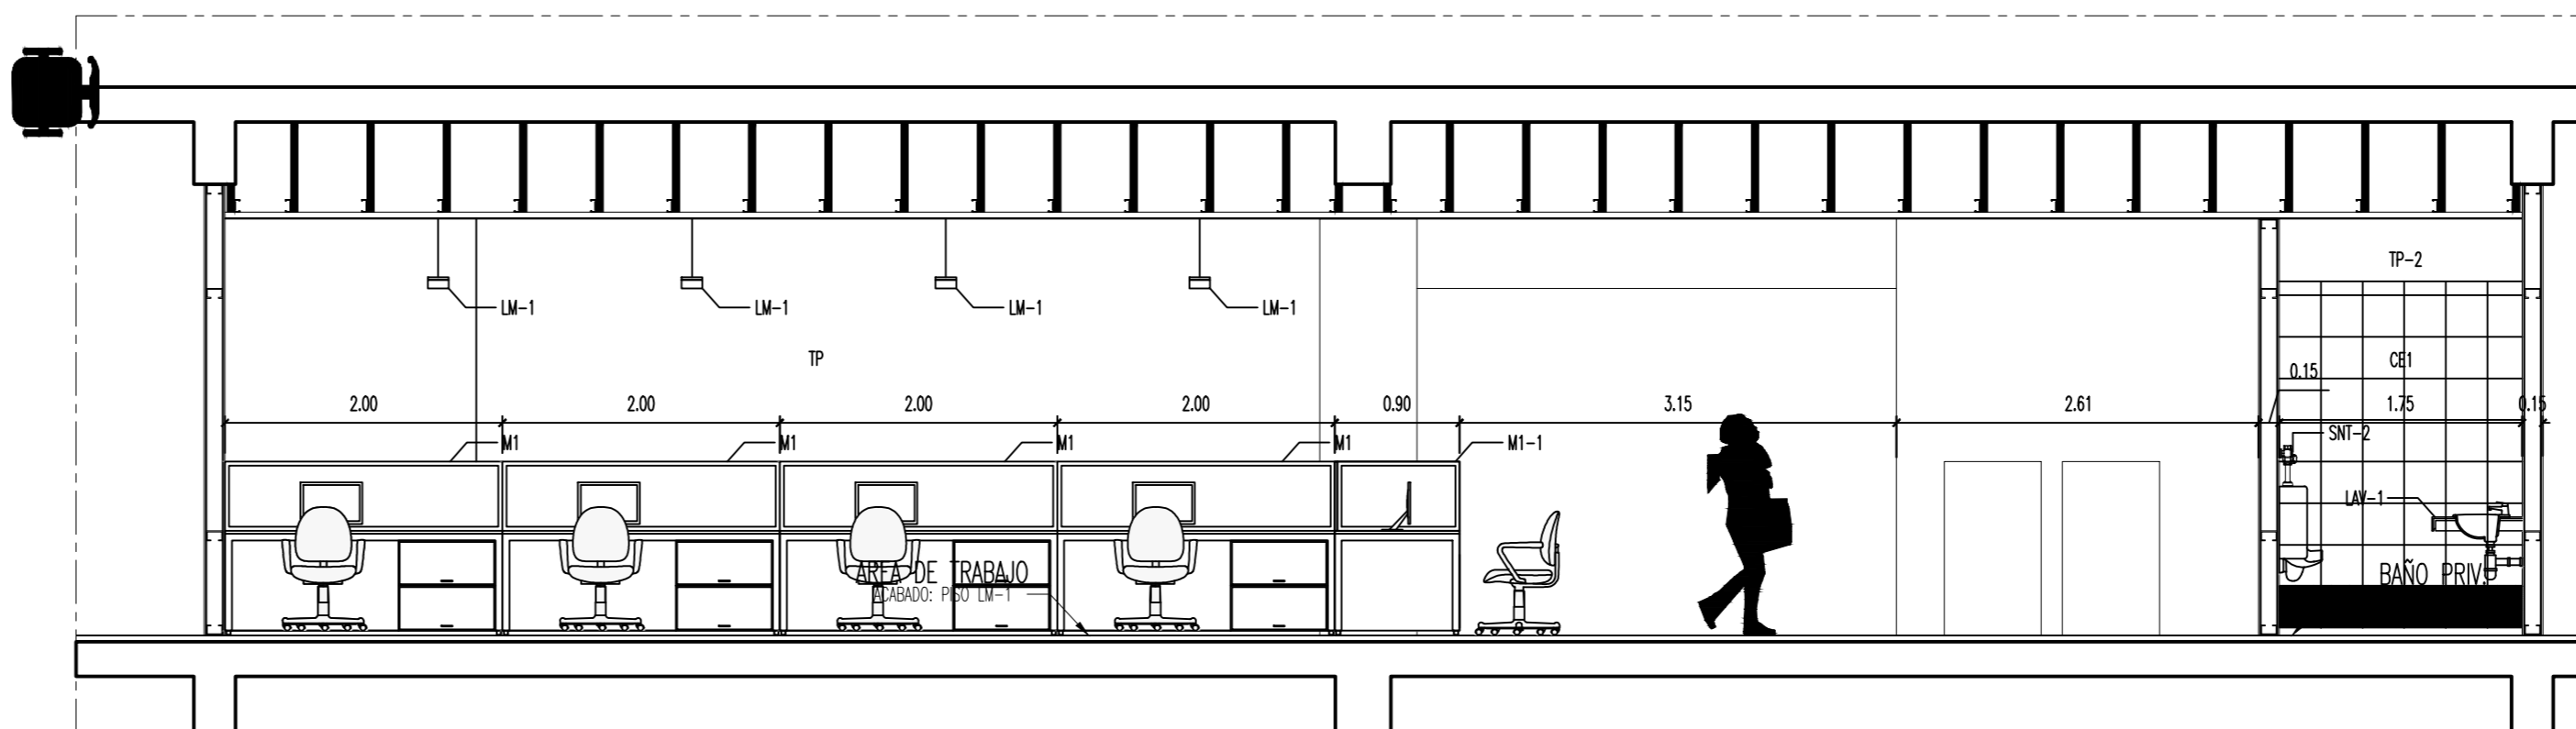 TP-2
LM-1
LM-1
LM-1
LM-1
TP
CE1
0.15
2.00
2.00
2.00
2.00
0.90
3.15
2.61
1.75
0.15
M1
M1
M1
M1
M1-1
SNT-2
LAV-1
AREA DE TRABAJO
BAÑO PRIV.
ACABADO: PISO LM-1